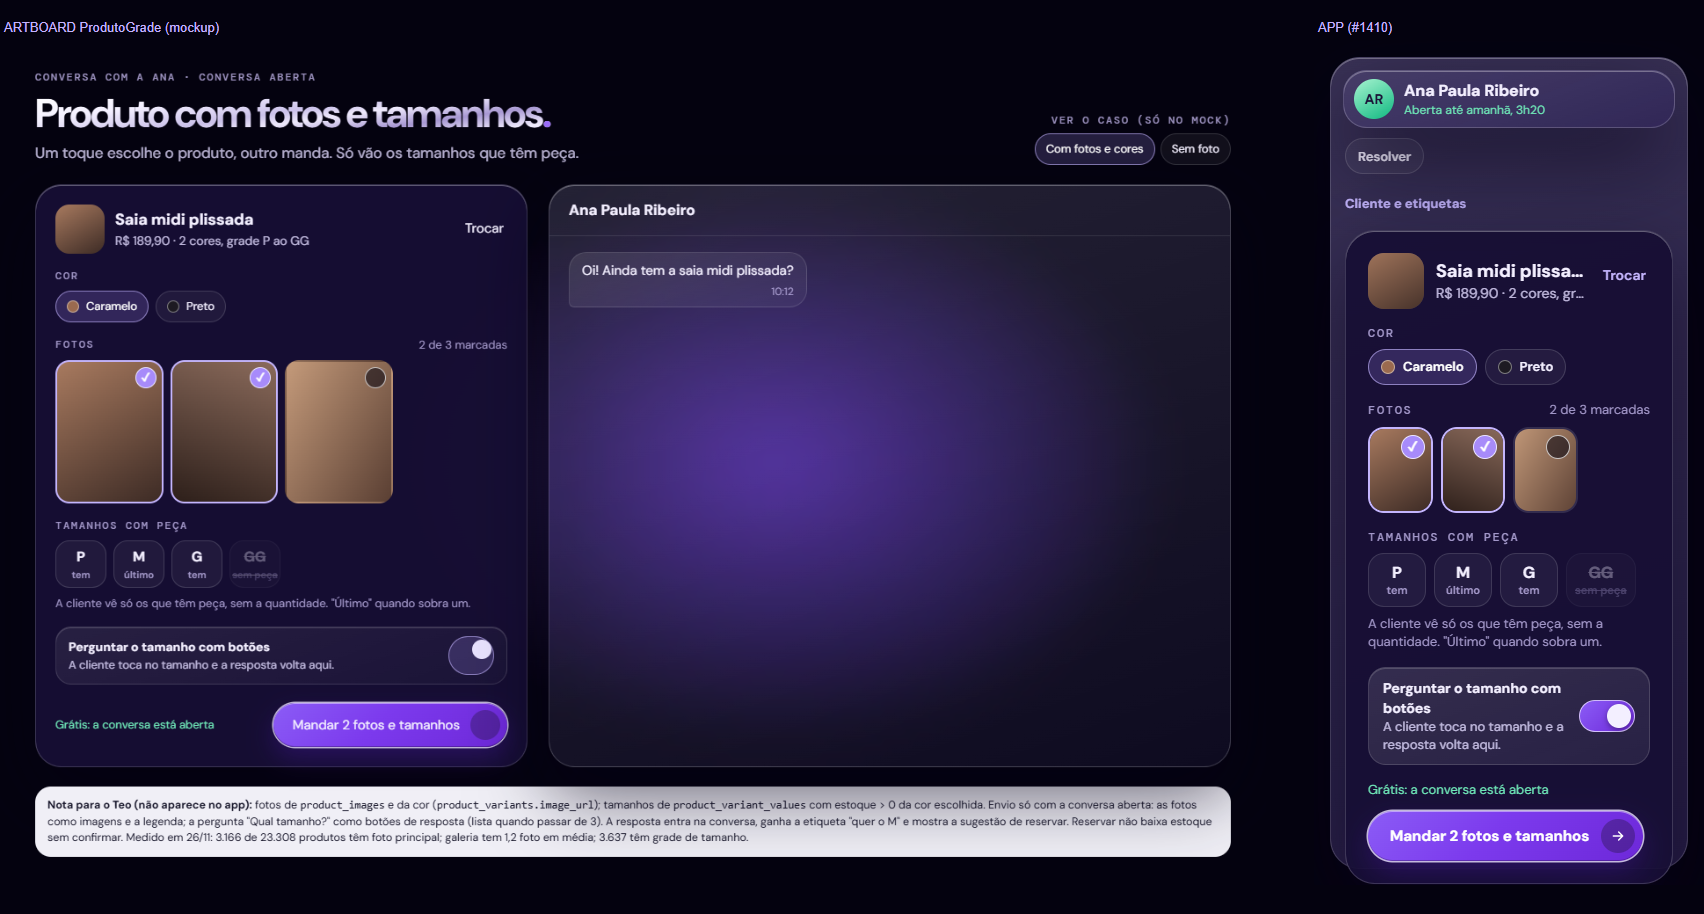 ARTBOARD ProdutoGrade (mockup)
CONVERSA COM A ANA · CONVERSA ABERTA
Produto com fotos e tamanhos.
Um toque escolhe o produto, outro manda. Só vão os tamanhos que têm peça.
VER O CASO (SÓ NO MOCK)
Com fotos e cores
Sem foto
Saia midi plissada
R$ 189,90 · 2 cores, grade P ao GG
Trocar
COR
Caramelo
Preto
FOTOS
2 de 3 marcadas
TAMANHOS COM PEÇA
P
tem
M
último
G
tem
GG
sem peça
A cliente vê só os que têm peça, sem a quantidade. "Último" quando sobra um.
Perguntar o tamanho com botões
A cliente toca no tamanho e a resposta volta aqui.
Grátis: a conversa está aberta
Mandar 2 fotos e tamanhos
Ana Paula Ribeiro
Oi! Ainda tem a saia midi plissada?
10:12
Nota para o Teo (não aparece no app): fotos de product_images e da cor (product_variants.image_url); tamanhos de product_variant_values com estoque > 0 da cor escolhida. Envio só com a conversa aberta: as fotos
como imagens e a legenda; a pergunta "Qual tamanho?" como botões de resposta (lista quando passar de 3). A resposta entra na conversa, ganha a etiqueta "quer o M" e mostra a sugestão de reservar. Reservar não baixa estoque
sem confirmar. Medido em 26/11: 3.166 de 23.308 produtos têm foto principal; galeria tem 1,2 foto em média; 3.637 têm grade de tamanho.
APP (#1410)
AR
Ana Paula Ribeiro
Aberta até amanhã, 3h20
Resolver
Cliente e etiquetas
Saia midi plissa...
R$ 189,90 · 2 cores, gr...
Trocar
COR
Caramelo
Preto
FOTOS
2 de 3 marcadas
TAMANHOS COM PEÇA
P
tem
M
último
G
tem
GG
sem peça
A cliente vê só os que têm peça, sem a
quantidade. "Último" quando sobra um.
Perguntar o tamanho com
botões
A cliente toca no tamanho e a
resposta volta aqui.
Grátis: a conversa está aberta
Mandar 2 fotos e tamanhos